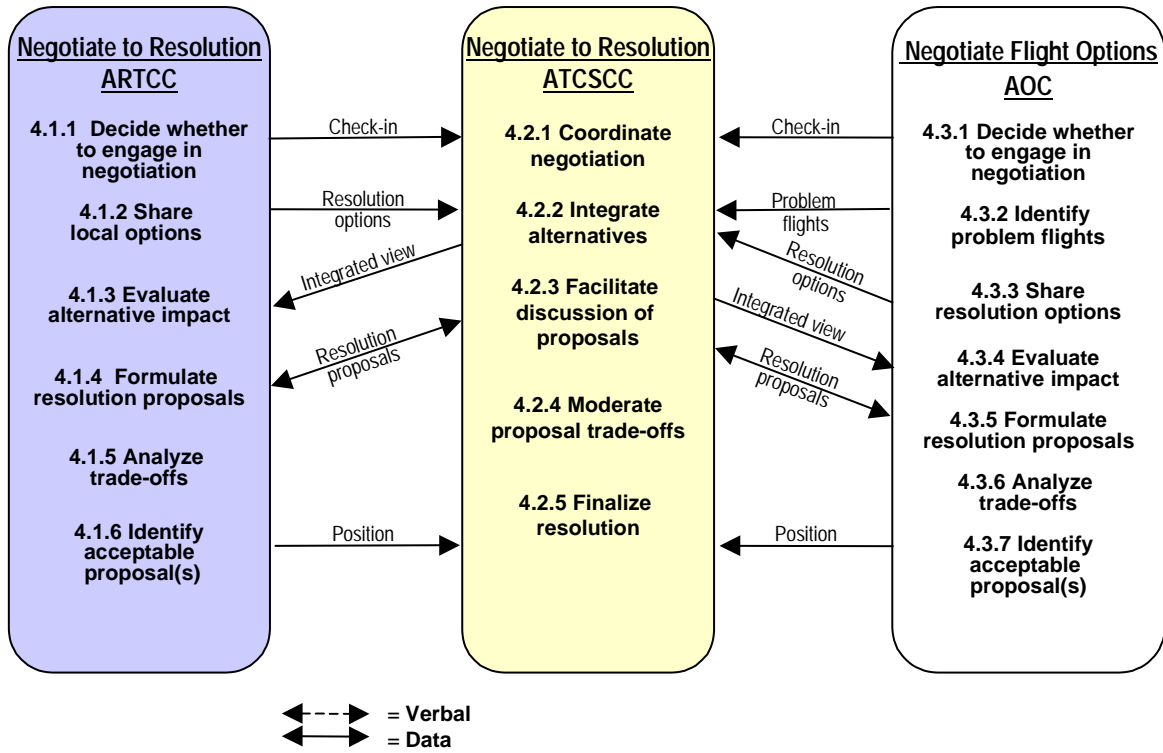 Negotiate to Resolution
ARTCC
4.1.1 Decide whether
to engage in
negotiation
4.1.2 Share
local options
4.1.3 Evaluate
alternative impact
4.1.4 Formulate
resolution proposals
4.1.5 Analyze
trade-offs
4.1.6 Identify
acceptable
proposal(s)
Check-in
Resolution
options
Integrated view
Resolution
proposals
Position
Negotiate to Resolution
ATCSCC
4.2.1 Coordinate
negotiation
4.2.2 Integrate
alternatives
4.2.3 Facilitate
discussion of
proposals
4.2.4 Moderate
proposal trade-offs
4.2.5 Finalize
resolution
Check-in
Problem
flights
Resolution
options
Integrated view
Resolution
proposals
Position
Negotiate Flight Options
AOC
4.3.1 Decide whether
to engage in
negotiation
4.3.2 Identify
problem flights
4.3.3 Share
resolution options
4.3.4 Evaluate
alternative impact
4.3.5 Formulate
resolution proposals
4.3.6 Analyze
trade-offs
4.3.7 Identify
acceptable
proposal(s)
= Verbal
= Data